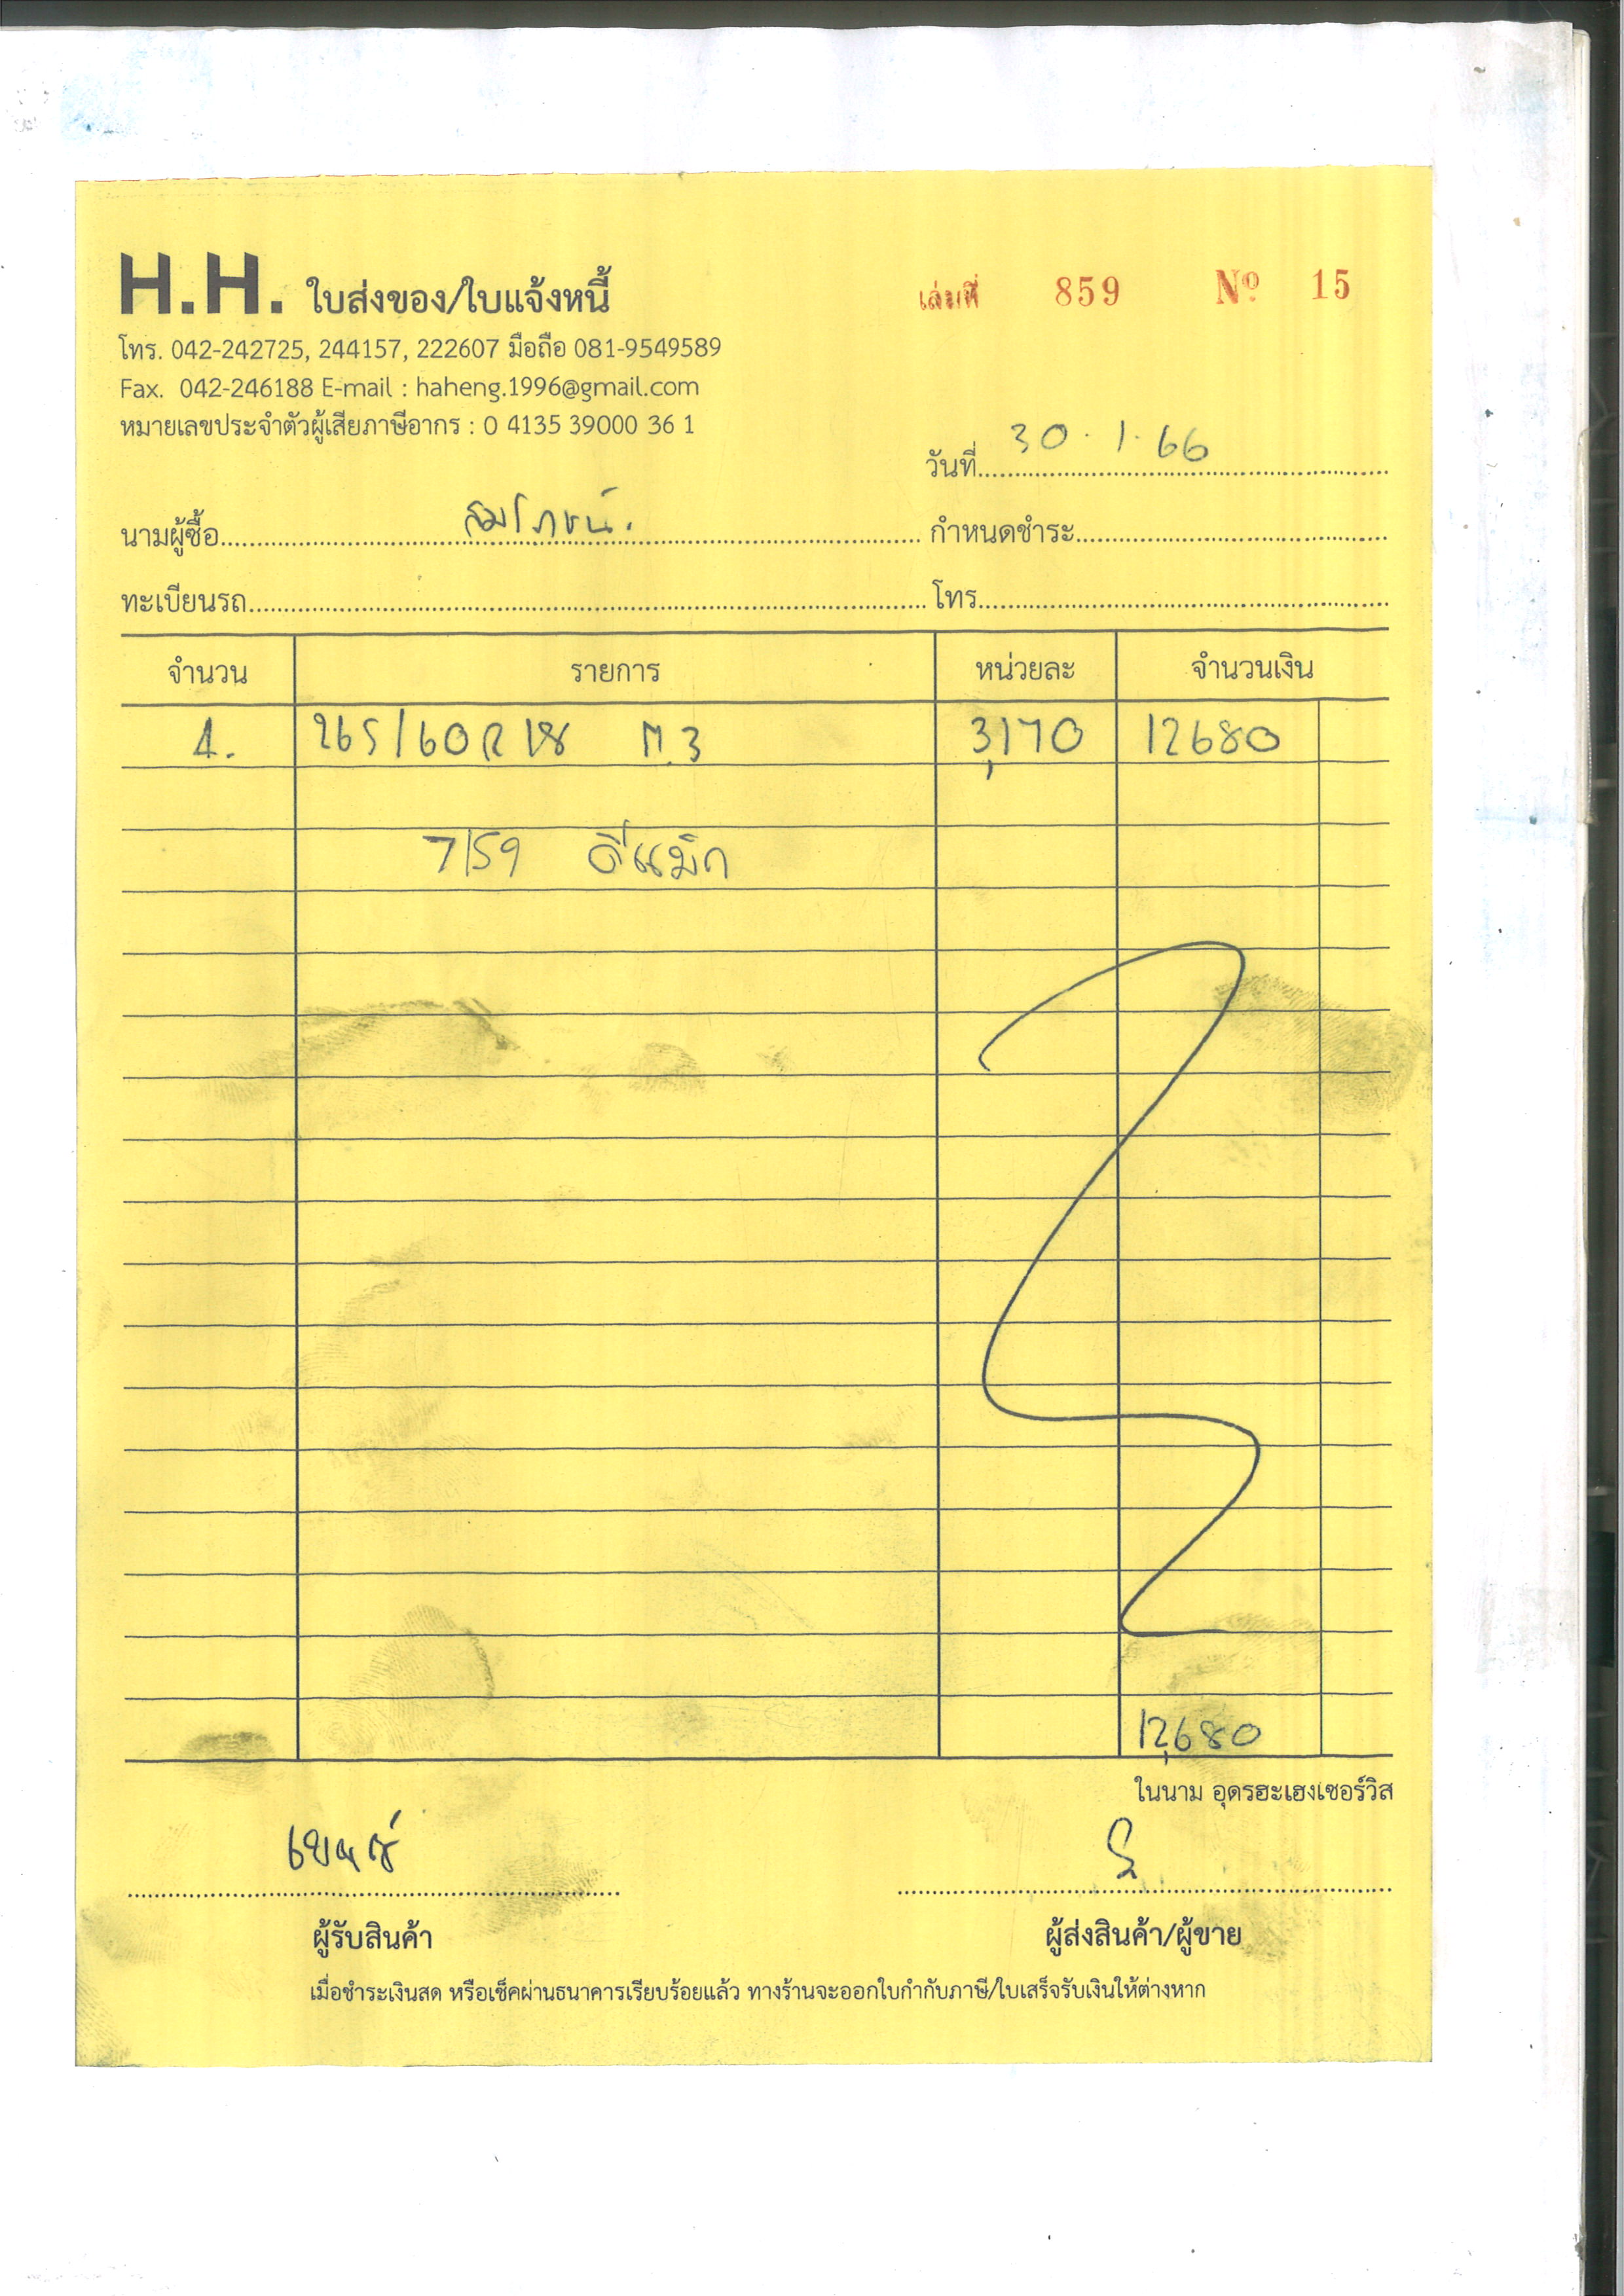 H.H. ใบส่งของ/ใบแจ้งหนี้ เล่มที่ 859 Nº 15
โทร. 042-242725, 244157, 222607 มือถือ 081-9549589
Fax. 042-246188 E-mail : haheng.1996@gmail.com
หมายเลขประจำตัวผู้เสียภาษีอากร : 0 4135 39000 36 1
วันที่ 30.1.66
นามผู้ซื้อ สมโภชน์. กำหนดชำระ
ทะเบียนรถ โทร
จำนวน รายการ หน่วยละ จำนวนเงิน
4. 265/60R18 3,170 12680
7/59 ดีแม็ก
12,680
ในนาม อุดรฮะเฮงเซอร์วิส
ผู้รับสินค้า ผู้ส่งสินค้า/ผู้ขาย
เมื่อชำระเงินสด หรือเช็คผ่านธนาคารเรียบร้อยแล้ว ทางร้านจะออกใบกำกับภาษี/ใบเสร็จรับเงินให้ต่างหาก